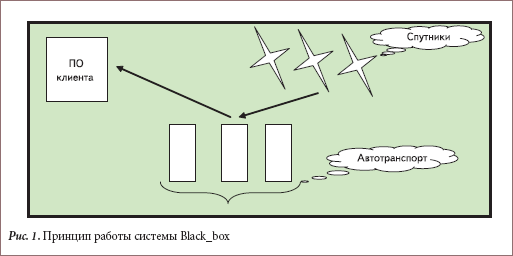 ПО
клиента
Спутники
Автотранспорт
Рис. 1. Принцип работы системы Black_box